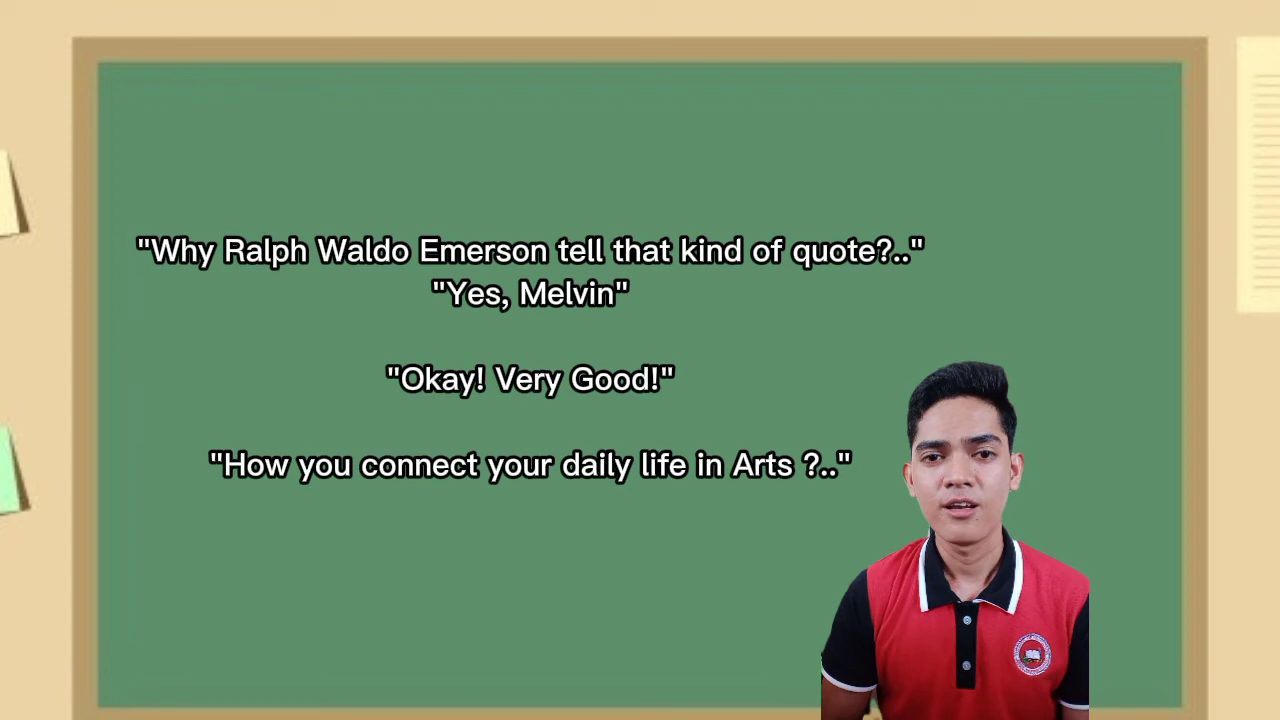 "Why Ralph Waldo Emerson tell that kind of quote?.."
"Yes, Melvin"
"Okay! Very Good!"
"How you connect your daily life in Arts ?.."